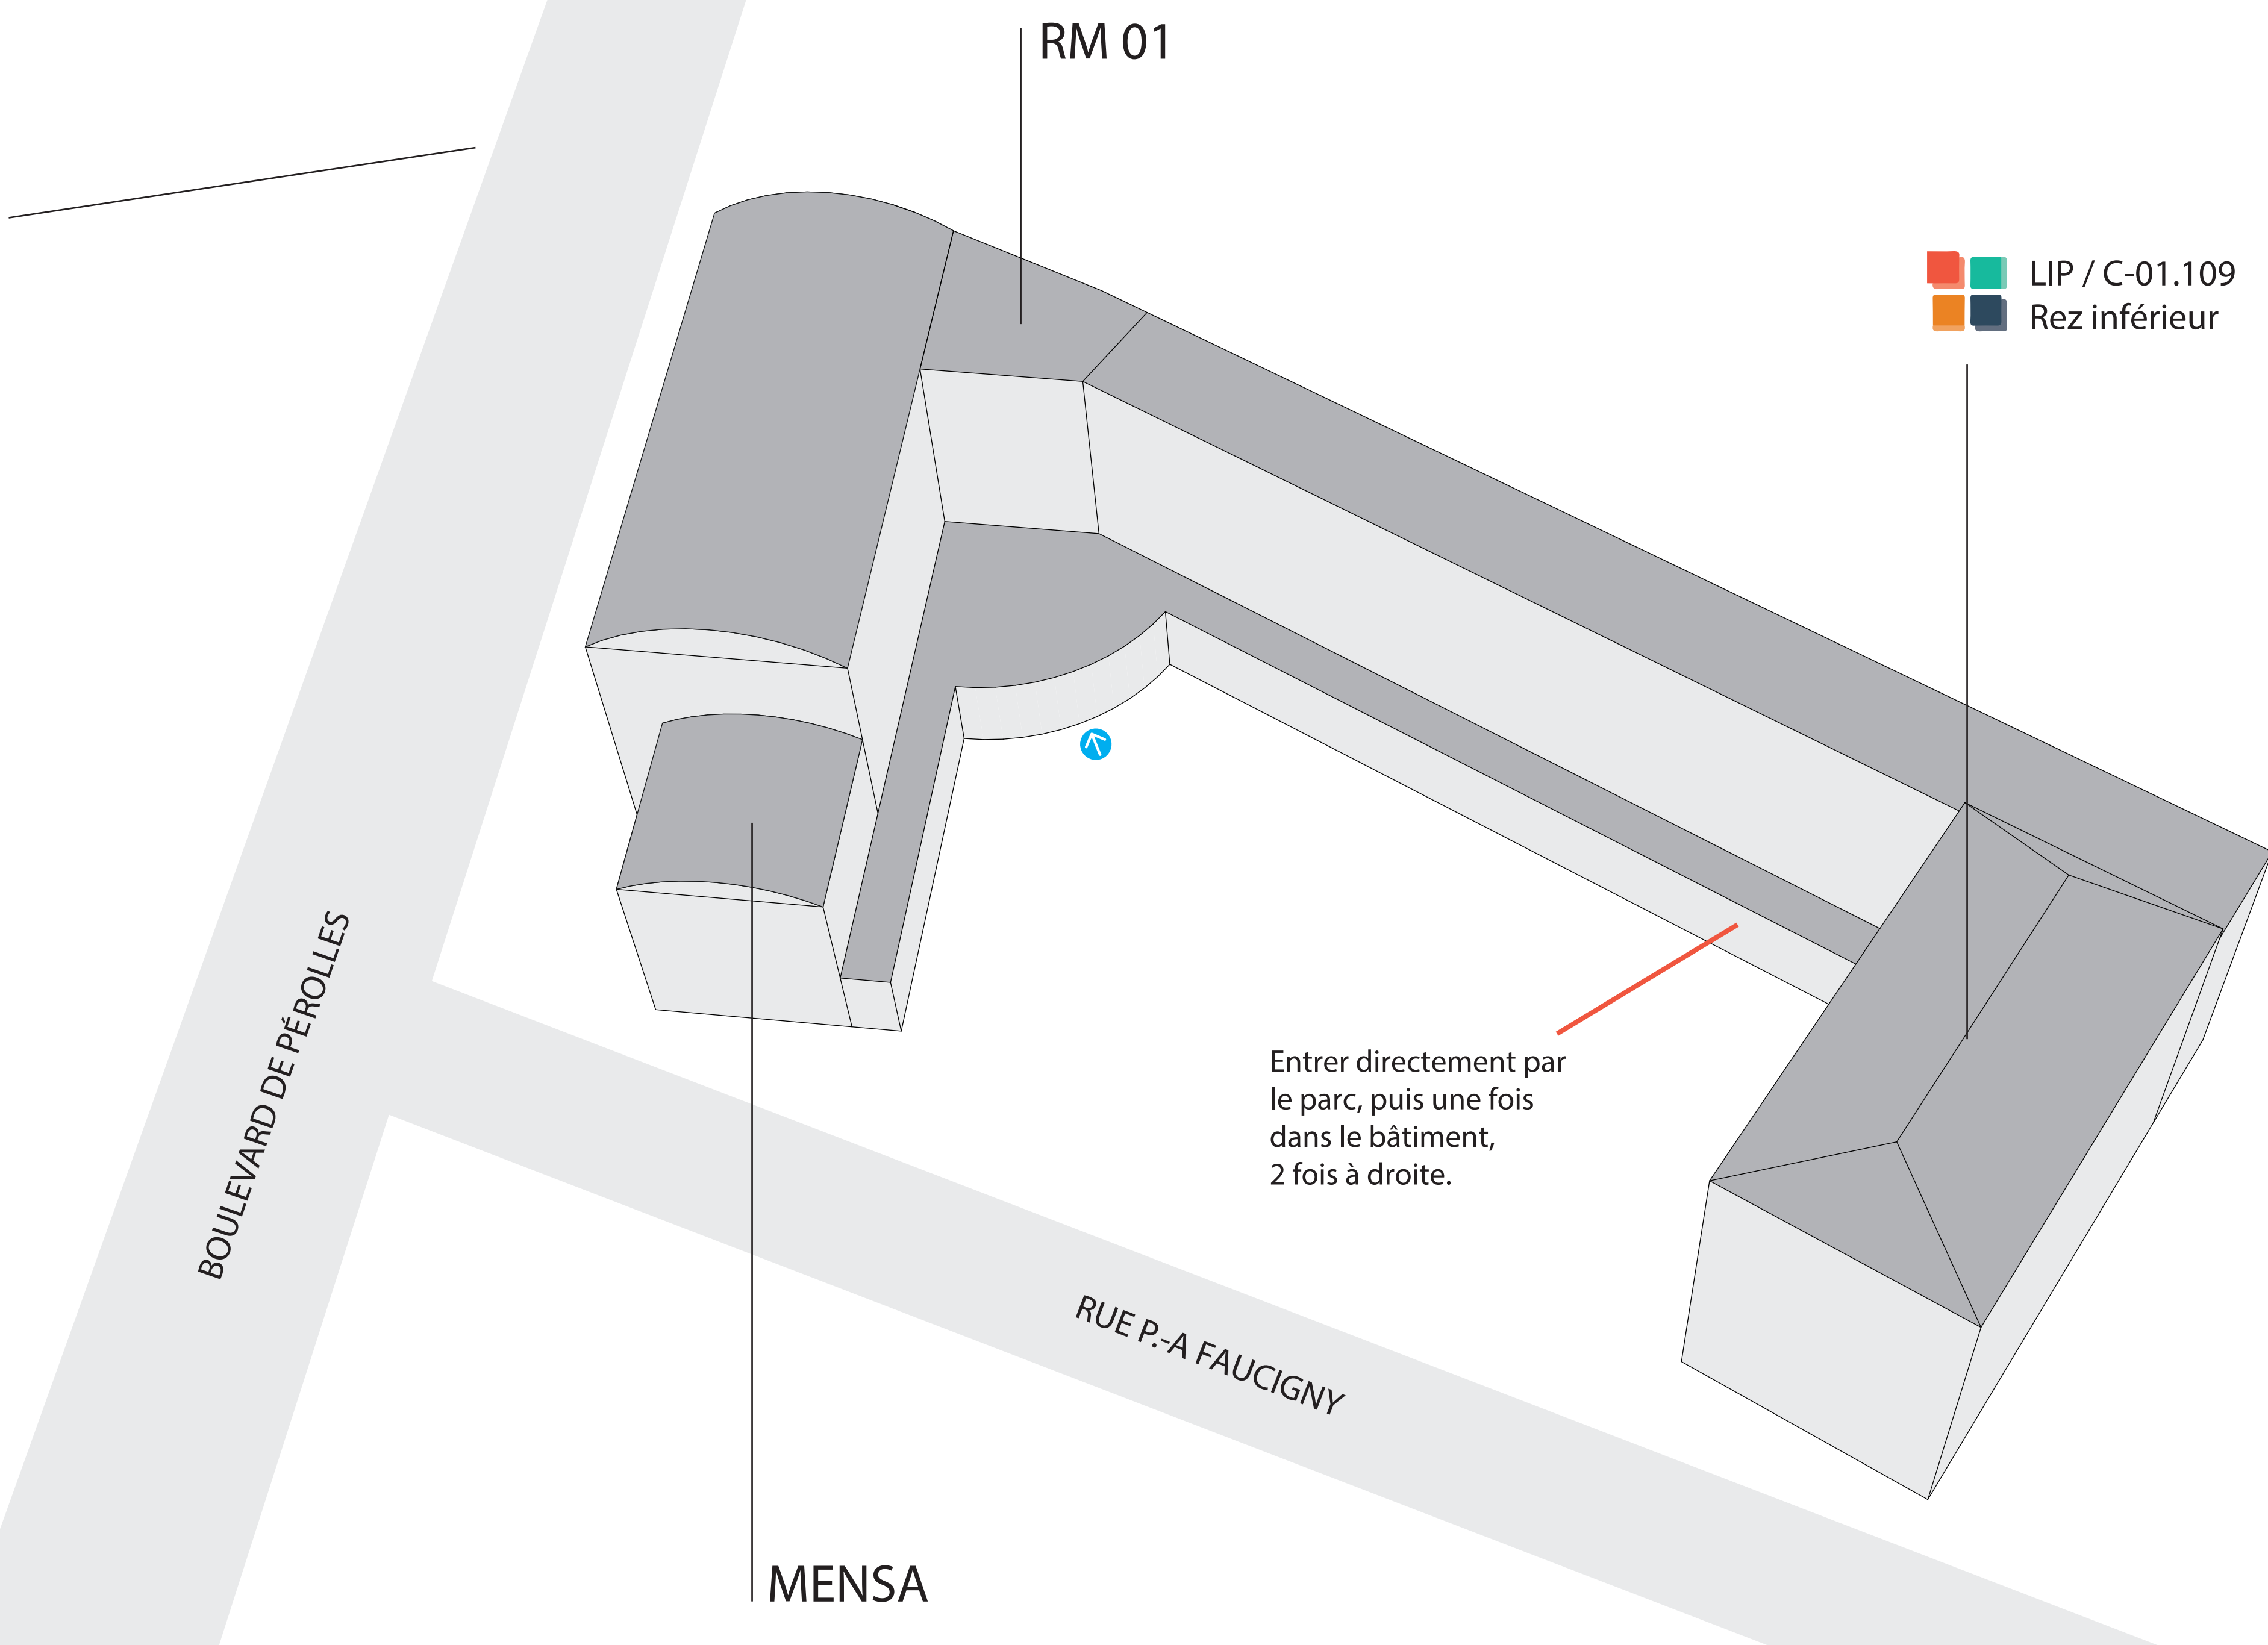 RM 01
LIP / C-01.109
Rez inférieur
BOULEVARD DE PÉROLLES
Entrer directement par
le parc, puis une fois
dans le bâtiment,
2 fois à droite.
RUE P.-A FAUCIGNY
MENSA